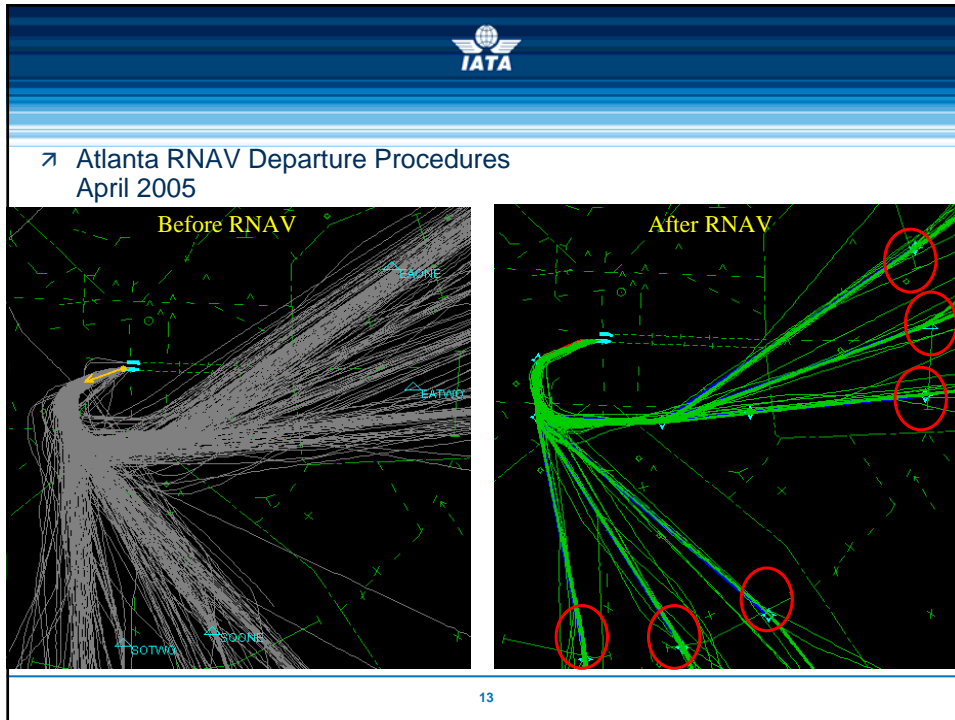 IATA
Atlanta RNAV Departure Procedures
April 2005
Before RNAV
After RNAV
EAONE
EATWO
SOONE
SOTWO
13